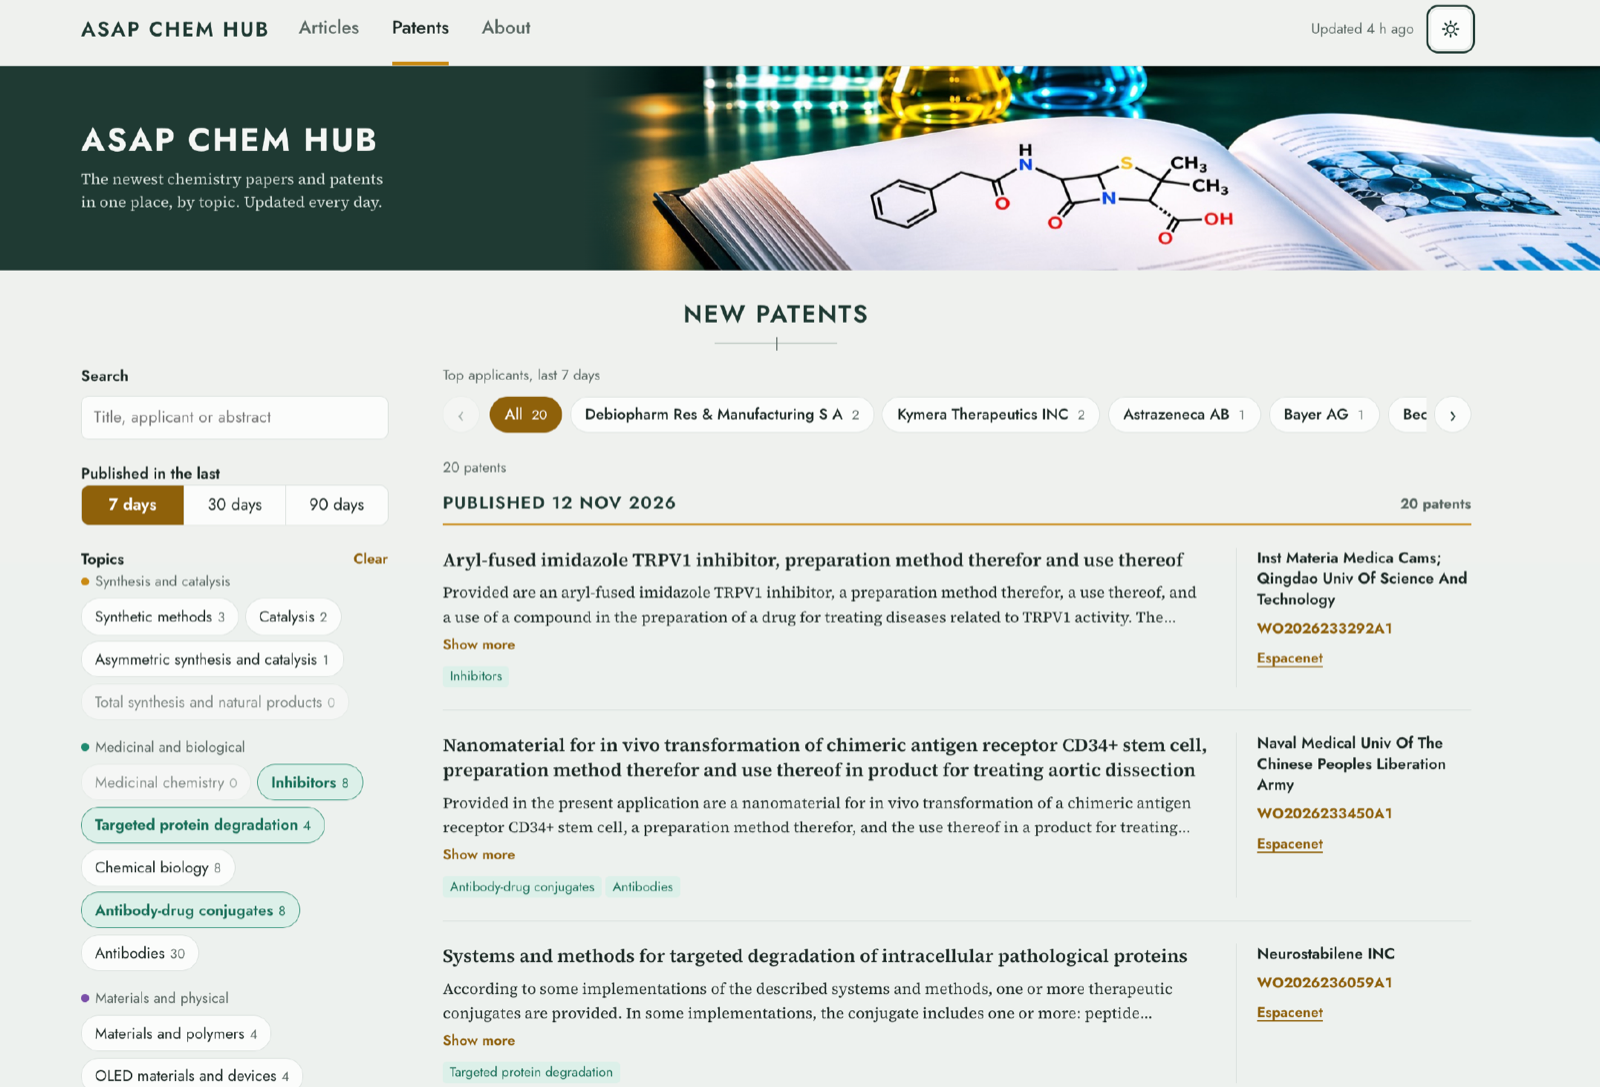 ASAP CHEM HUB
Articles
Patents
About
Updated 4 h ago
ASAP CHEM HUB
The newest chemistry papers and patents
in one place, by topic. Updated every day.
H
N
O
S
CH₃
CH₃
N
O
OH
O
NEW PATENTS
Search
Title, applicant or abstract
Published in the last
7 days
30 days
90 days
Topics
Clear
Synthesis and catalysis
Synthetic methods 3
Catalysis 2
Asymmetric synthesis and catalysis 1
Total synthesis and natural products 0
Medicinal and biological
Medicinal chemistry 0
Inhibitors 8
Targeted protein degradation 4
Chemical biology 8
Antibody-drug conjugates 8
Antibodies 30
Materials and physical
Materials and polymers 4
OLED materials and devices 4
Top applicants, last 7 days
‹
All 20
Debiopharm Res & Manufacturing S A 2
Kymera Therapeutics INC 2
Astrazeneca AB 1
Bayer AG 1
Bec
›
20 patents
PUBLISHED 12 NOV 2026
20 patents
Aryl-fused imidazole TRPV1 inhibitor, preparation method therefor and use thereof
Provided are an aryl-fused imidazole TRPV1 inhibitor, a preparation method therefor, a use thereof, and
a use of a compound in the preparation of a drug for treating diseases related to TRPV1 activity. The...
Show more
Inhibitors
Inst Materia Medica Cams;
Qingdao Univ Of Science And
Technology
WO2026233292A1
Espacenet
Nanomaterial for in vivo transformation of chimeric antigen receptor CD34+ stem cell,
preparation method therefor and use thereof in product for treating aortic dissection
Provided in the present application are a nanomaterial for in vivo transformation of a chimeric antigen
receptor CD34+ stem cell, a preparation method therefor, and the use thereof in a product for treating...
Show more
Antibody-drug conjugates
Antibodies
Naval Medical Univ Of The
Chinese Peoples Liberation
Army
WO2026233450A1
Espacenet
Systems and methods for targeted degradation of intracellular pathological proteins
According to some implementations of the described systems and methods, one or more therapeutic
conjugates are provided. In some implementations, the conjugate includes one or more: peptide...
Show more
Targeted protein degradation
Neurostabilene INC
WO2026236059A1
Espacenet